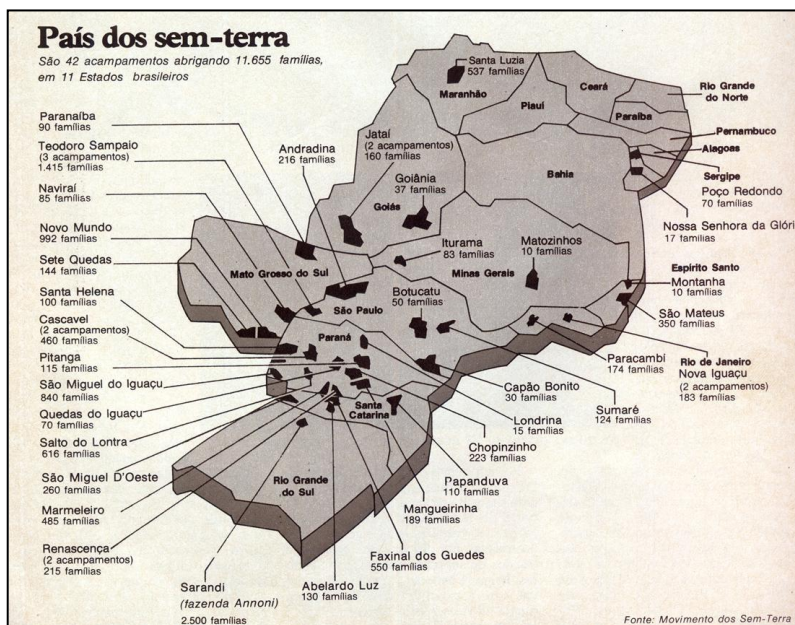 País dos sem-terra
São 42 acampamentos abrigando 11.655 famílias,
em 11 Estados brasileiros
Paranaíba
90 famílias
Teodoro Sampaio
(3 acampamentos)
1.415 famílias
Naviraí
85 famílias
Novo Mundo
992 famílias
Sete Quedas
144 famílias
Santa Helena
100 famílias
Cascavel
(2 acampamentos)
460 famílias
Pitanga
115 famílias
São Miguel do Iguaçu
840 famílias
Quedas do Iguaçu
70 famílias
Salto do Lontra
616 famílias
São Miguel D'Oeste
260 famílias
Marmeleiro
485 famílias
Renascença
(2 acampamentos)
215 famílias
Sarandi
(fazenda Annoni)
2.500 famílias
Abelardo Luz
130 famílias
Faxinal dos Guedes
550 famílias
Mangueirinha
189 famílias
Papanduva
110 famílias
Chopinzinho
223 famílias
Londrina
15 famílias
Capão Bonito
30 famílias
Sumaré
124 famílias
Paracambí
174 famílias
Rio de Janeiro
Nova Iguaçu
(2 acampamentos)
183 famílias
São Mateus
350 famílias
Espírito Santo
Montanha
10 famílias
Nossa Senhora da Glóri
17 famílias
Poço Redondo
70 famílias
Sergipe
Alagoas
Pernambuco
Paraíba
Rio Grande
do Norte
Ceará
Piauí
Maranhão
Santa Luzia
537 famílias
Bahia
Jataí
(2 acampamentos)
160 famílias
Goiânia
37 famílias
Goiás
Andradina
216 famílias
Iturama
83 famílias
Matozinhos
10 famílias
Minas Gerais
Mato Grosso do Sul
São Paulo
Botucatu
50 famílias
Paraná
Santa
Catarina
Rio Grande
do Sul
Fonte: Movimento dos Sem-Terra